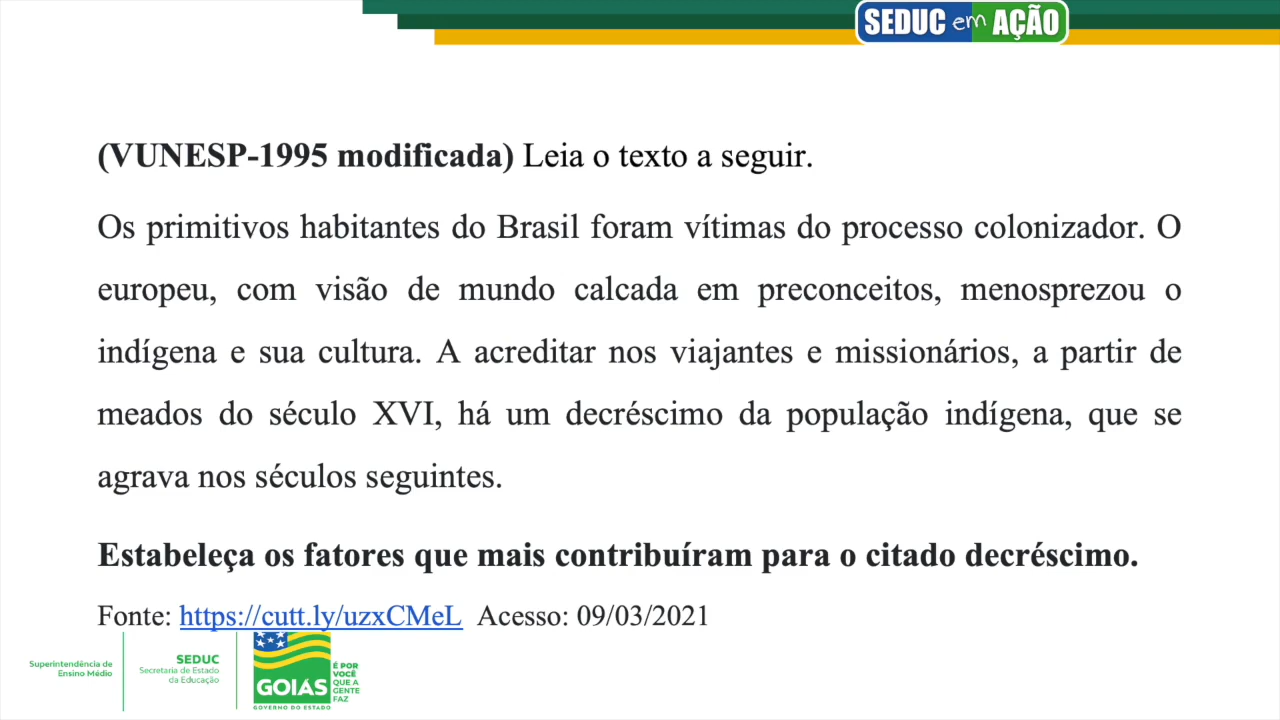 SEDUC em AÇÃO
(VUNESP-1995 modificada) Leia o texto a seguir.
Os primitivos habitantes do Brasil foram vítimas do processo colonizador. O
europeu, com visão de mundo calcada em preconceitos, menosprezou o
indígena e sua cultura. A acreditar nos viajantes e missionários, a partir de
meados do século XVI, há um decréscimo da população indígena, que se
agrava nos séculos seguintes.
Estabeleça os fatores que mais contribuíram para o citado decréscimo.
Fonte: https://cutt.ly/uzxCMeL Acesso: 09/03/2021
Superintendência de
Ensino Médio
SEDUC
Secretaria de Estado
da Educação
GOIÁS
GOVERNO DO ESTADO
É POR
VOCÊ
QUE A
GENTE
FAZ